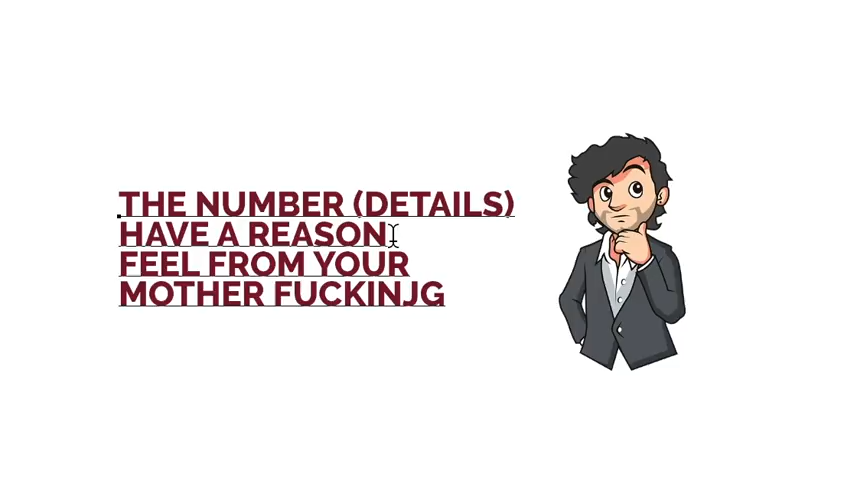 THE NUMBER (DETAILS)
HAVE A REASON
FEEL FROM YOUR
MOTHER FUCKINJG